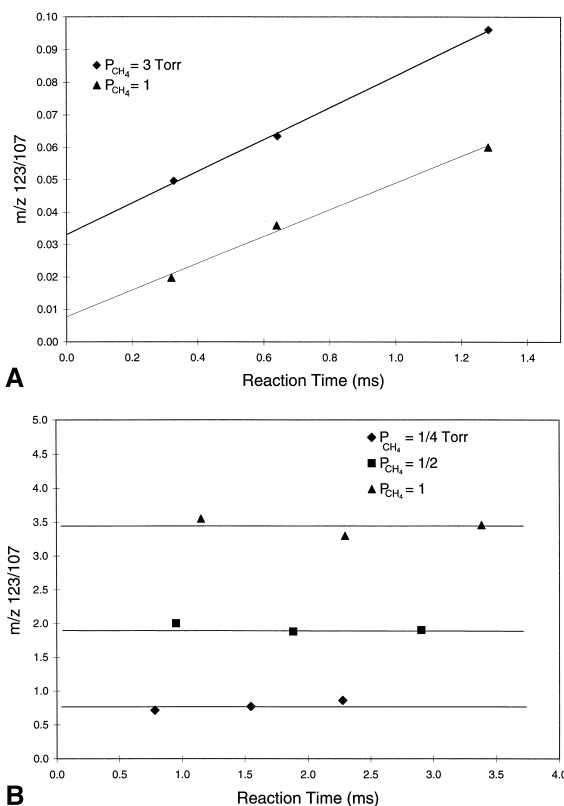 0.10
0.09
0.08
0.07
0.06
0.05
0.04
0.03
0.02
0.01
0.00
m/z 123/107
P CH4 = 3 Torr
P CH4 = 1
0.0 0.2 0.4 0.6 0.8 1.0 1.2 1.4
Reaction Time (ms)
A
5.0
4.5
4.0
3.5
3.0
2.5
2.0
1.5
1.0
0.5
0.0
m/z 123/107
P CH4 = 1/4 Torr
P CH4 = 1/2
P CH4 = 1
0.0 0.5 1.0 1.5 2.0 2.5 3.0 3.5 4.0
Reaction Time (ms)
B